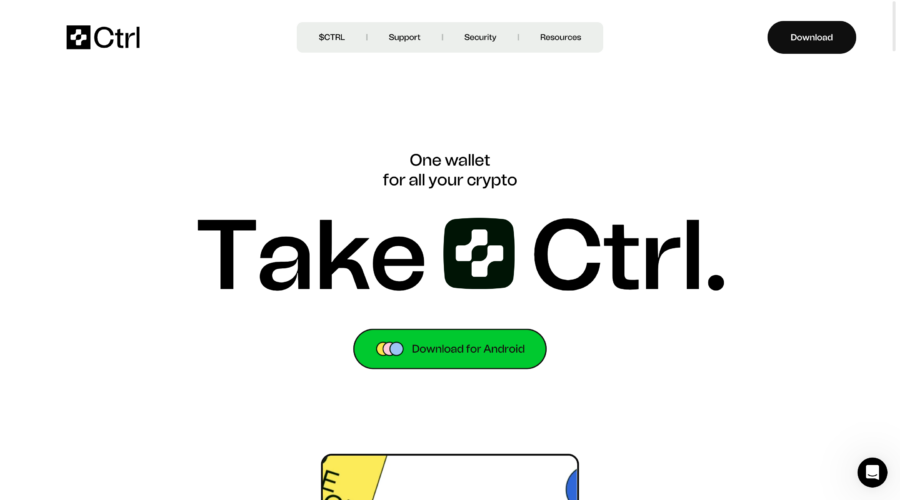 Ctrl
$CTRL | Support | Security | Resources
Download
One wallet
for all your crypto
Take Ctrl.
Download for Android